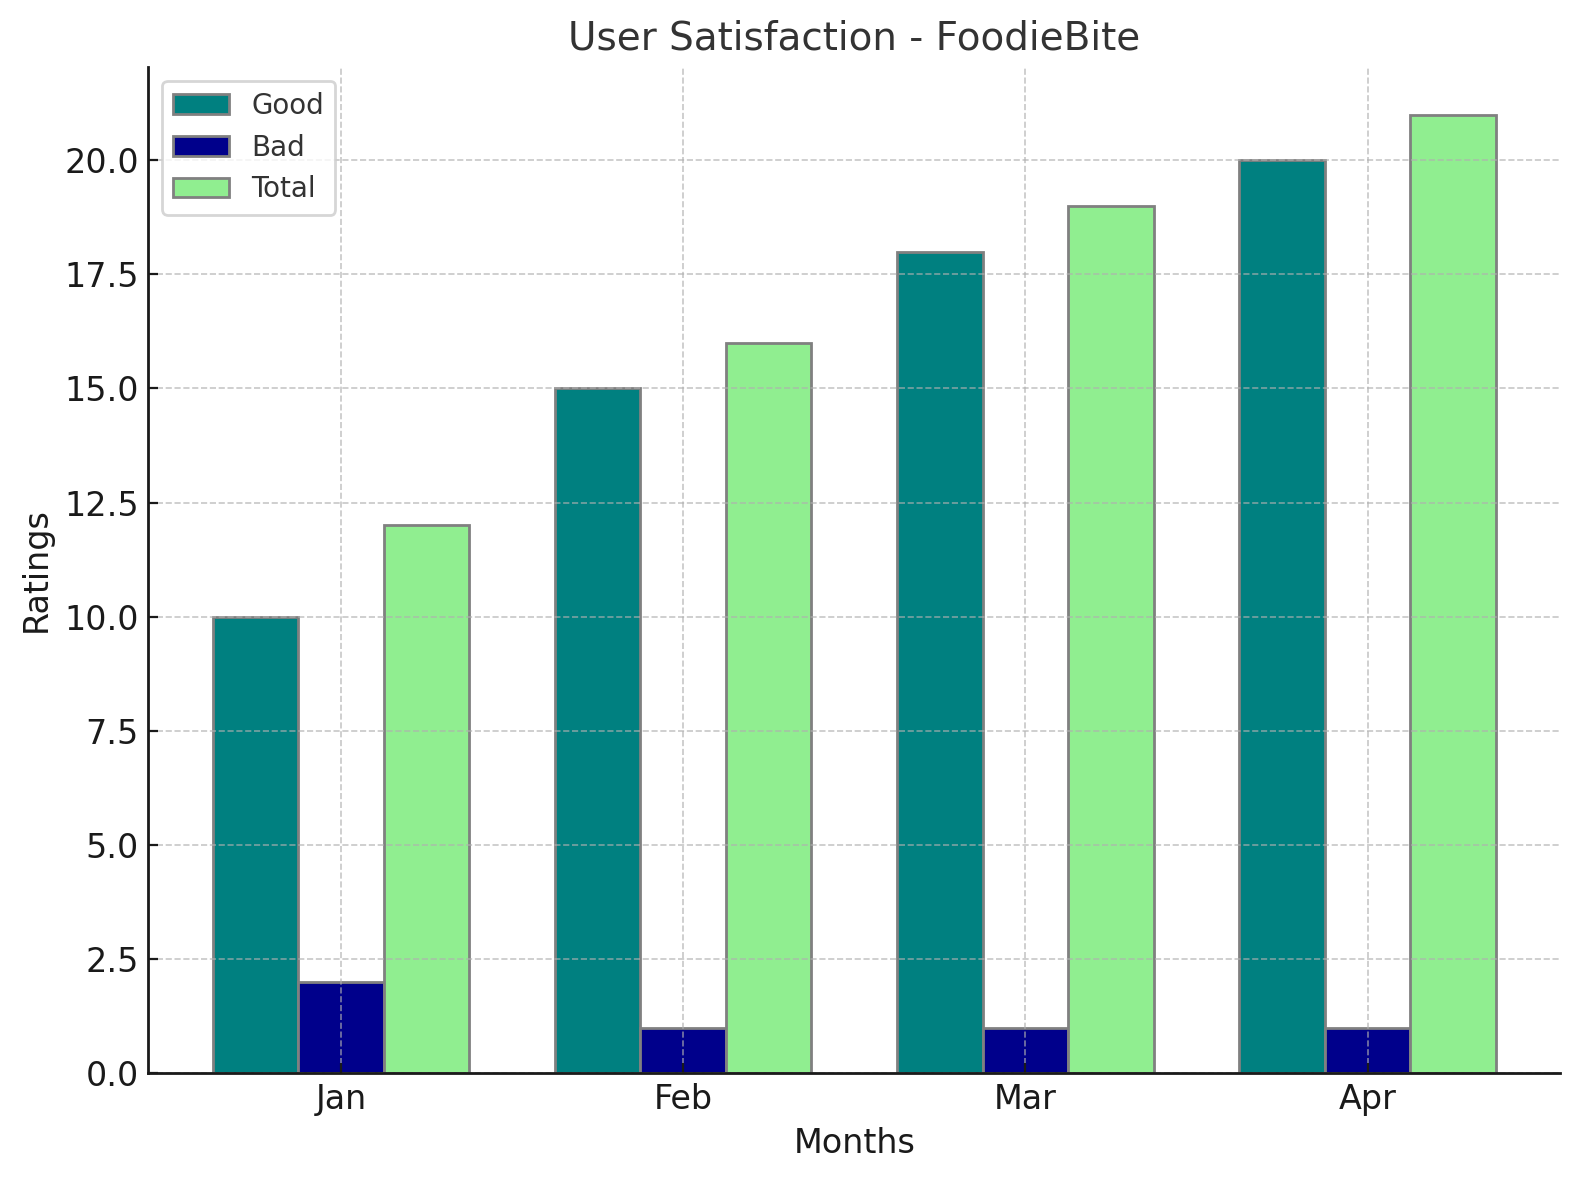 User Satisfaction - FoodieBite
Good
Bad
Total
20.0
17.5
15.0
12.5
10.0
7.5
5.0
2.5
0.0
Ratings
Jan Feb Mar Apr
Months